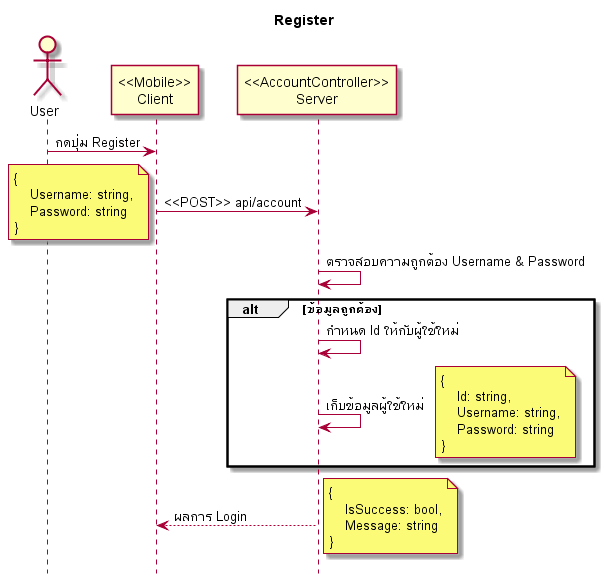 Register
User
<<Mobile>>
Client
<<AccountController>>
Server
กดปุ่ม Register
{
Username: string,
Password: string
}
<<POST>> api/account
ตรวจสอบความถูกต้อง Username & Password
alt
[ข้อมูลถูกต้อง]
กำหนด Id ให้กับผู้ใช้ใหม่
เก็บข้อมูลผู้ใช้ใหม่
{
Id: string,
Username: string,
Password: string
}
ผลการ Login
{
IsSuccess: bool,
Message: string
}